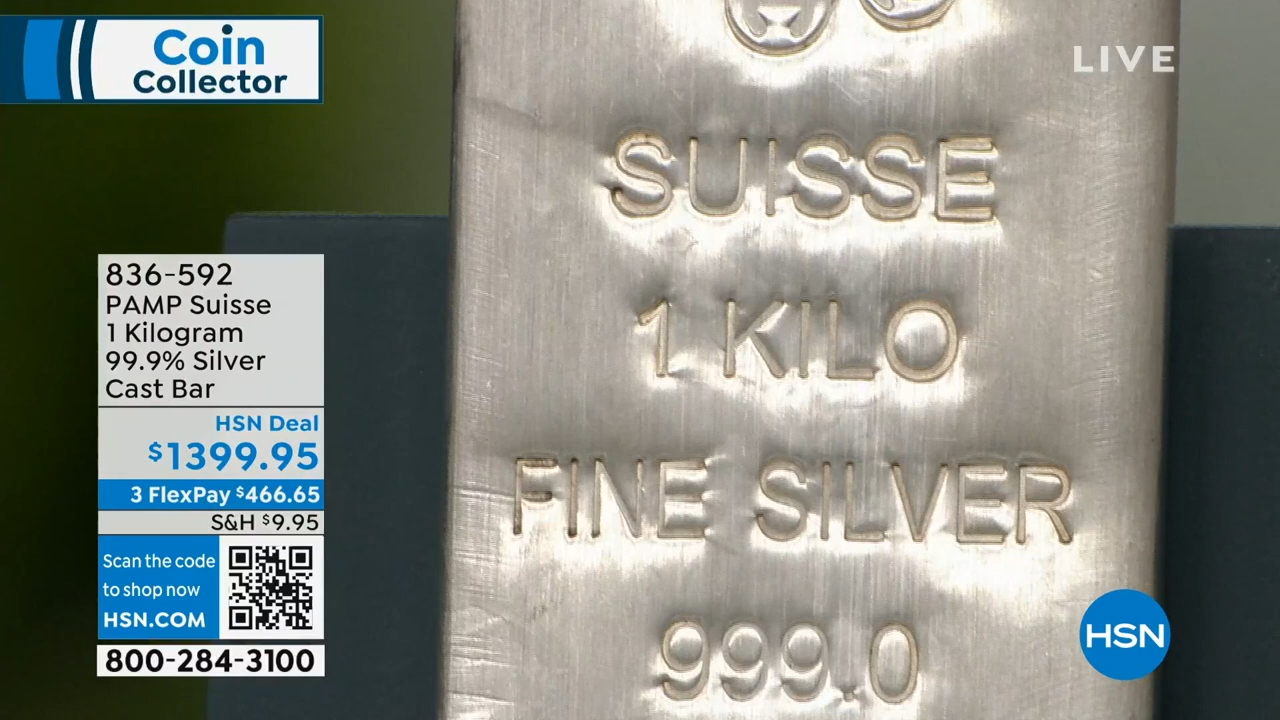 Coin
Collector
LIVE
SUISSE
1 KILO
FINE SILVER
999.0
836-592
PAMP Suisse
1 Kilogram
99.9% Silver
Cast Bar
HSN Deal
$1399.95
3 FlexPay $466.65
S&H $9.95
Scan the code
to shop now
HSN.COM
800-284-3100
HSN